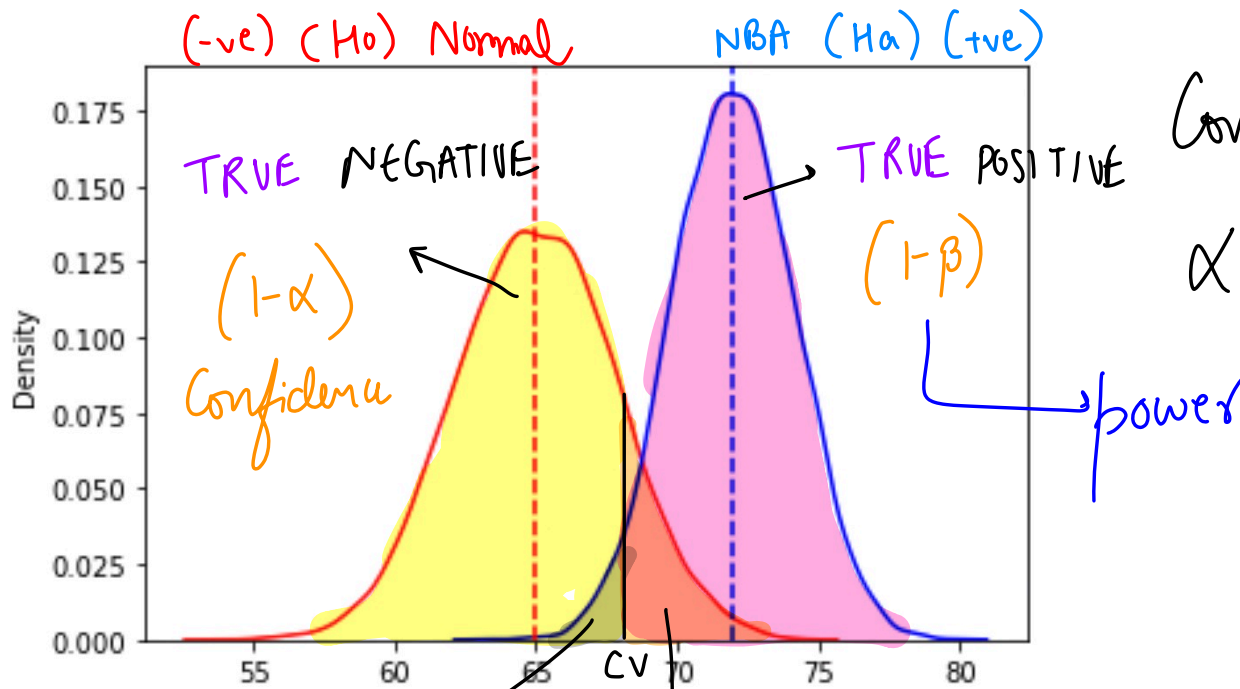 (-ve) (Ho) Normal
NBA (Ha) (+ve)
0.175
0.150
0.125
0.100
0.075
0.050
0.025
0.000
Density
TRUE NEGATIVE
(1-α)
Confidence
TRUE POSITIVE
(1-β)
power
α
55 60 65 CV 70 75 80